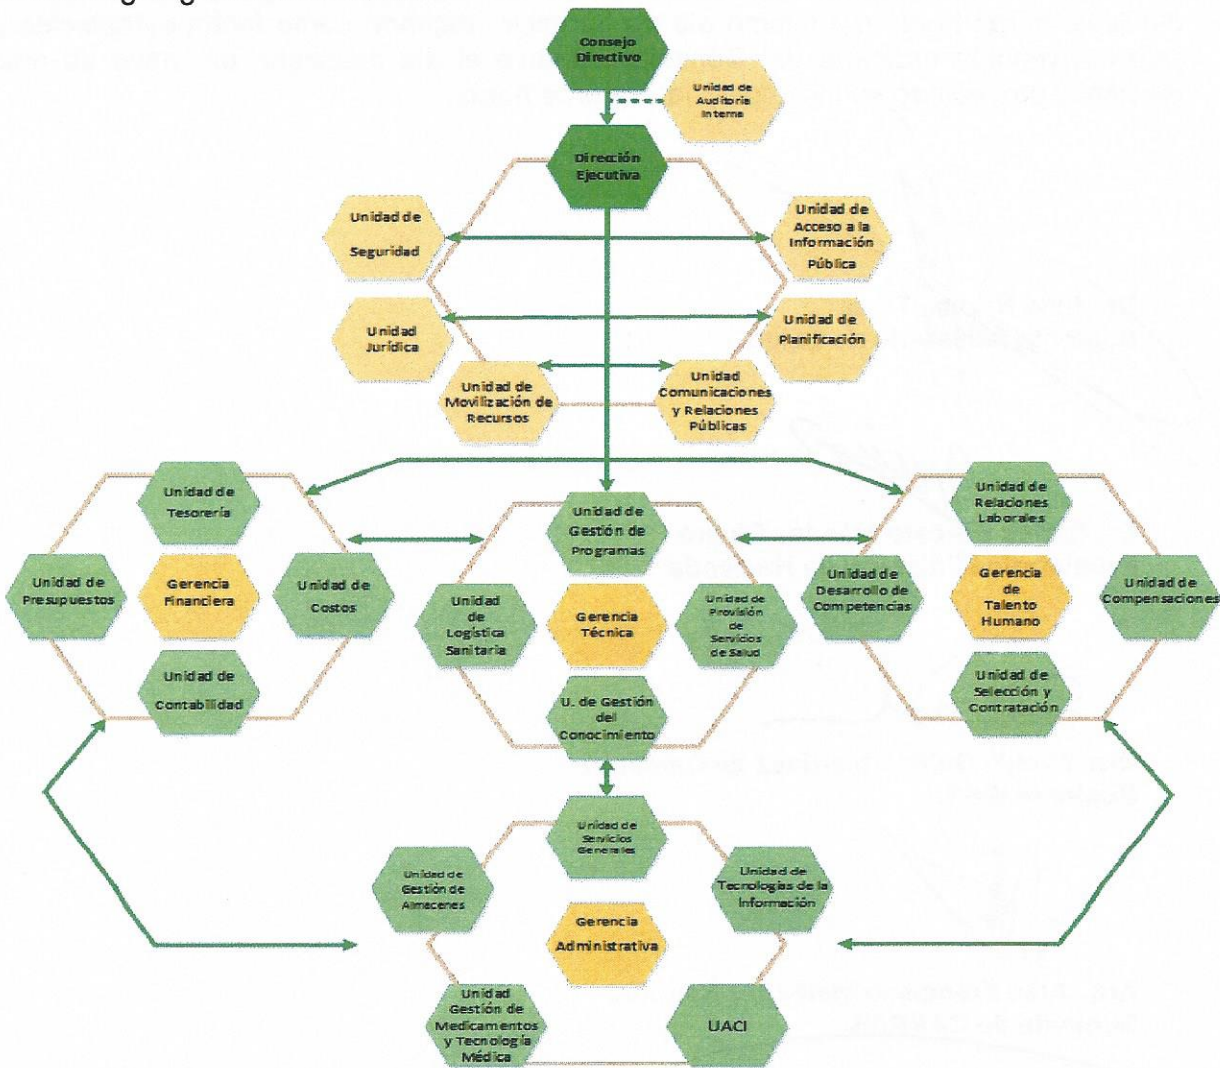 Consejo
Directivo
Unidad de
Auditoría
Interna
Dirección
Ejecutiva
Unidad de
Seguridad
Unidad de
Acceso a la
Información
Pública
Unidad
Jurídica
Unidad de
Planificación
Unidad de
Movilización de
Recursos
Unidad
Comunicaciones
y Relaciones
Públicas
Unidad de
Tesorería
Unidad de
Presupuestos
Gerencia
Financiera
Unidad de
Costos
Unidad de
Contabilidad
Unidad de
Gestión de
Programas
Unidad
de
Logística
Sanitaria
Gerencia
Técnica
Unidad de
Provisión
de
Servicios
de Salud
U. de Gestión
del
Conocimiento
Unidad de
Relaciones
Laborales
Unidad de
Desarrollo de
Competencias
Gerencia
de
Talento
Humano
Unidad de
Compensaciones
Unidad de
Selección y
Contratación
Unidad de
Servicios
Generales
Unidad de
Gestión de
Almacenes
Unidad de
Tecnologías de la
Información
Gerencia
Administrativa
Unidad
Gestión de
Medicamentos
y Tecnología
Médica
UACI